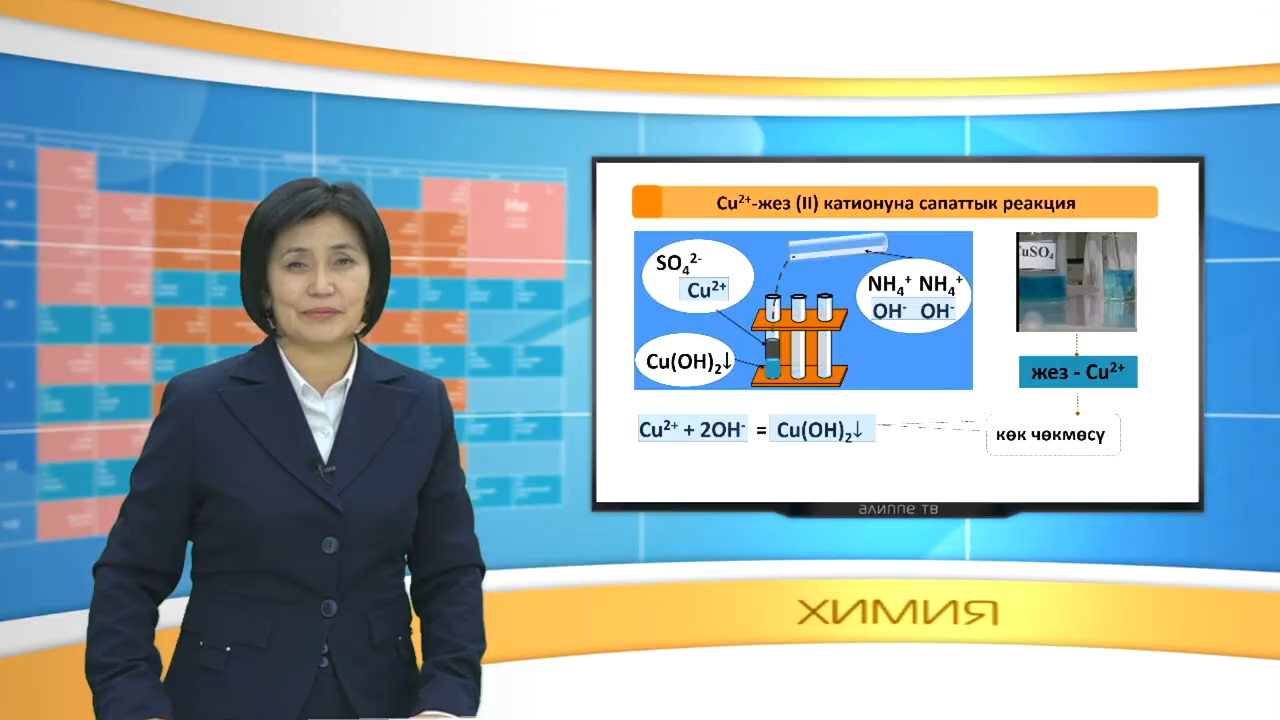 Cu²⁺-жез (II) катионуна сапаттык реакция
SO₄²⁻
Cu²⁺
NH₄⁺ NH₄⁺
OH⁻ OH⁻
Cu(OH)₂↓
CuSO₄
жез - Cu²⁺
Cu²⁺ + 2OH⁻ = Cu(OH)₂↓
көк чөкмөсү
алиппе тв
ХИМИЯ
He